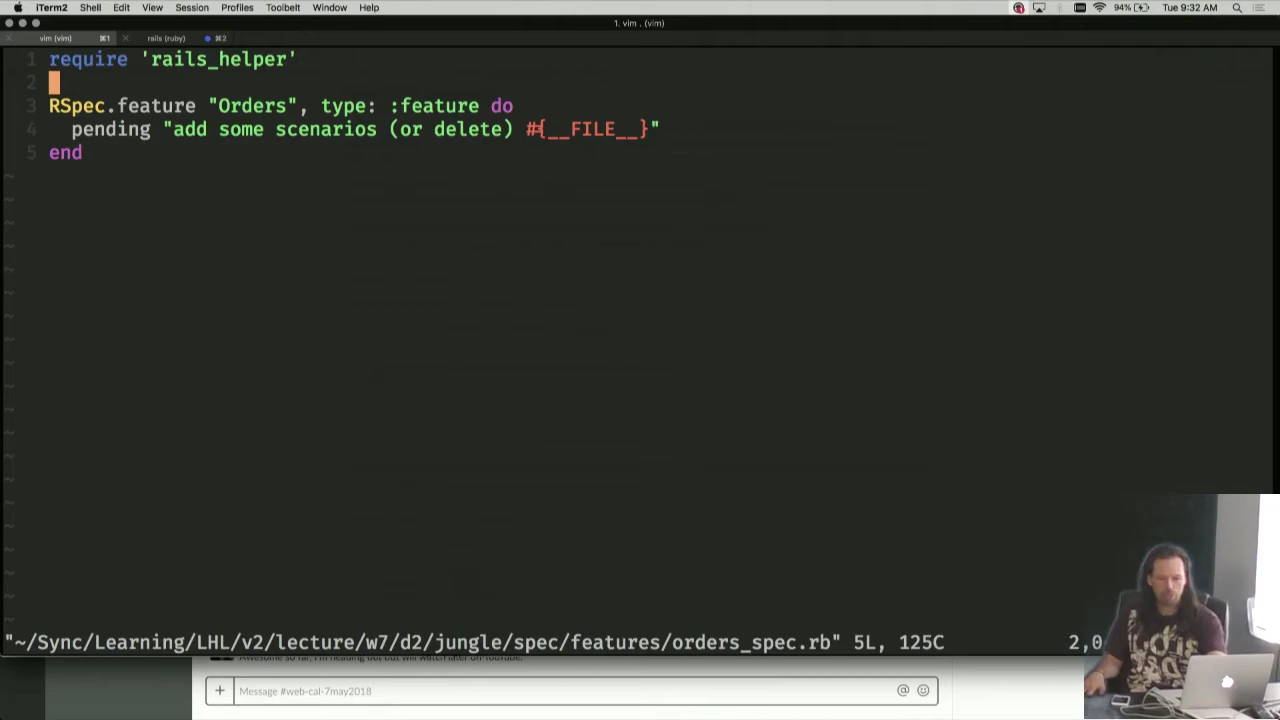 iTerm2 Shell Edit View Session Profiles Toolbelt Window Help 94% Tue 9:32 AM
1. vim . (vim)
vim (vim) ⌘1 rails (ruby) ⌘2
1 require 'rails_helper'
2
3 RSpec.feature "Orders", type: :feature do
4 pending "add some scenarios (or delete) #{__FILE__}"
5 end
"~/Sync/Learning/LHL/v2/lecture/w7/d2/jungle/spec/features/orders_spec.rb" 5L, 125C 2,0
Message #web-cal-7may2018